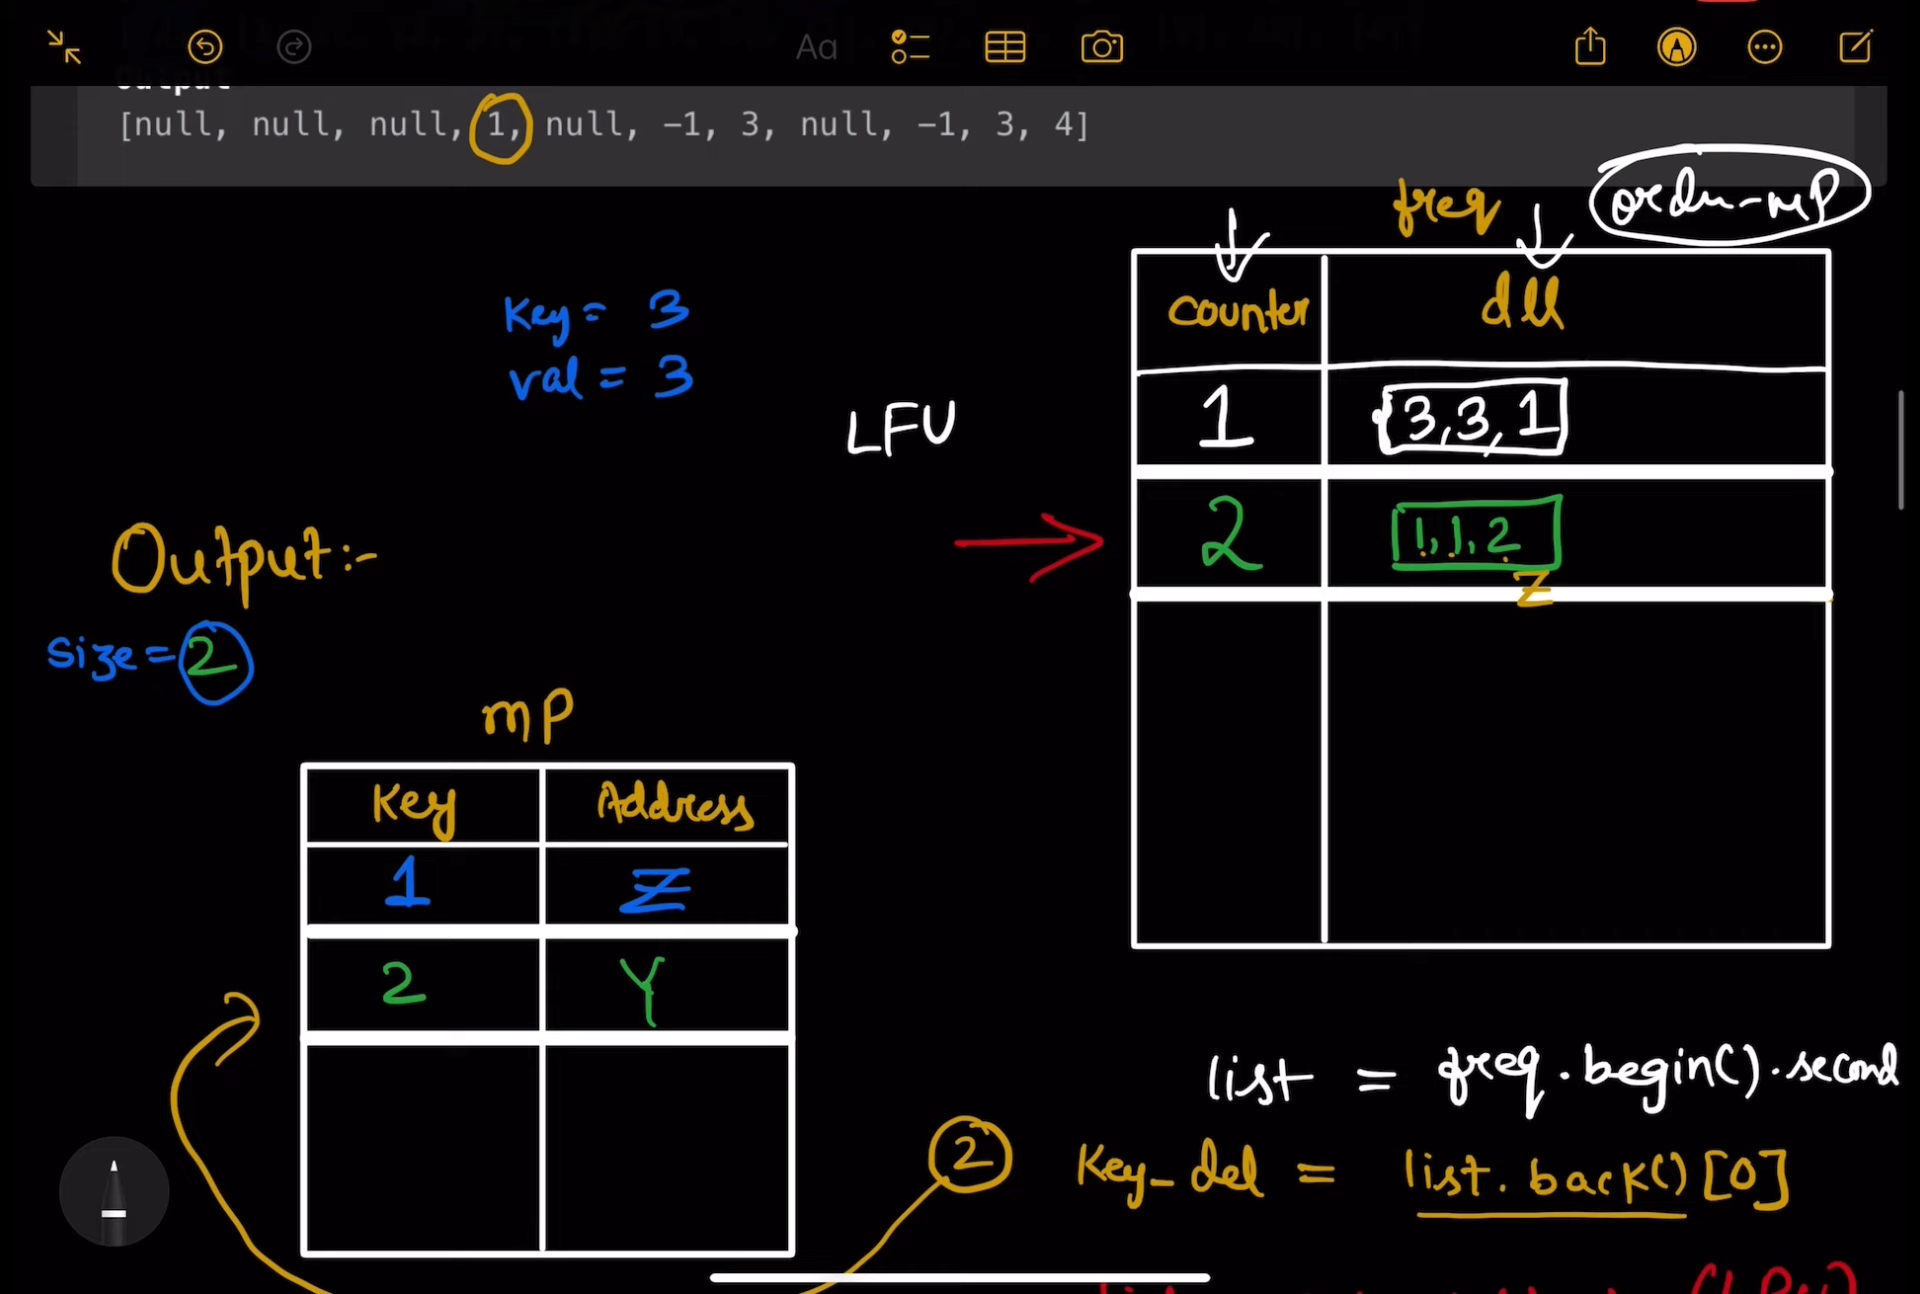 Aa
Output
[null, null, null, 1, null, -1, 3, null, -1, 3, 4]
freq
Key = 3
val = 3
LFU
counter dll
1 {3,3,1}
2 [1,1,2]
Z
Output:-
size = 2
mp
Key Address
1 Z
2 Y
list = freq.begin().second
2 Key_del = list.back()[0]